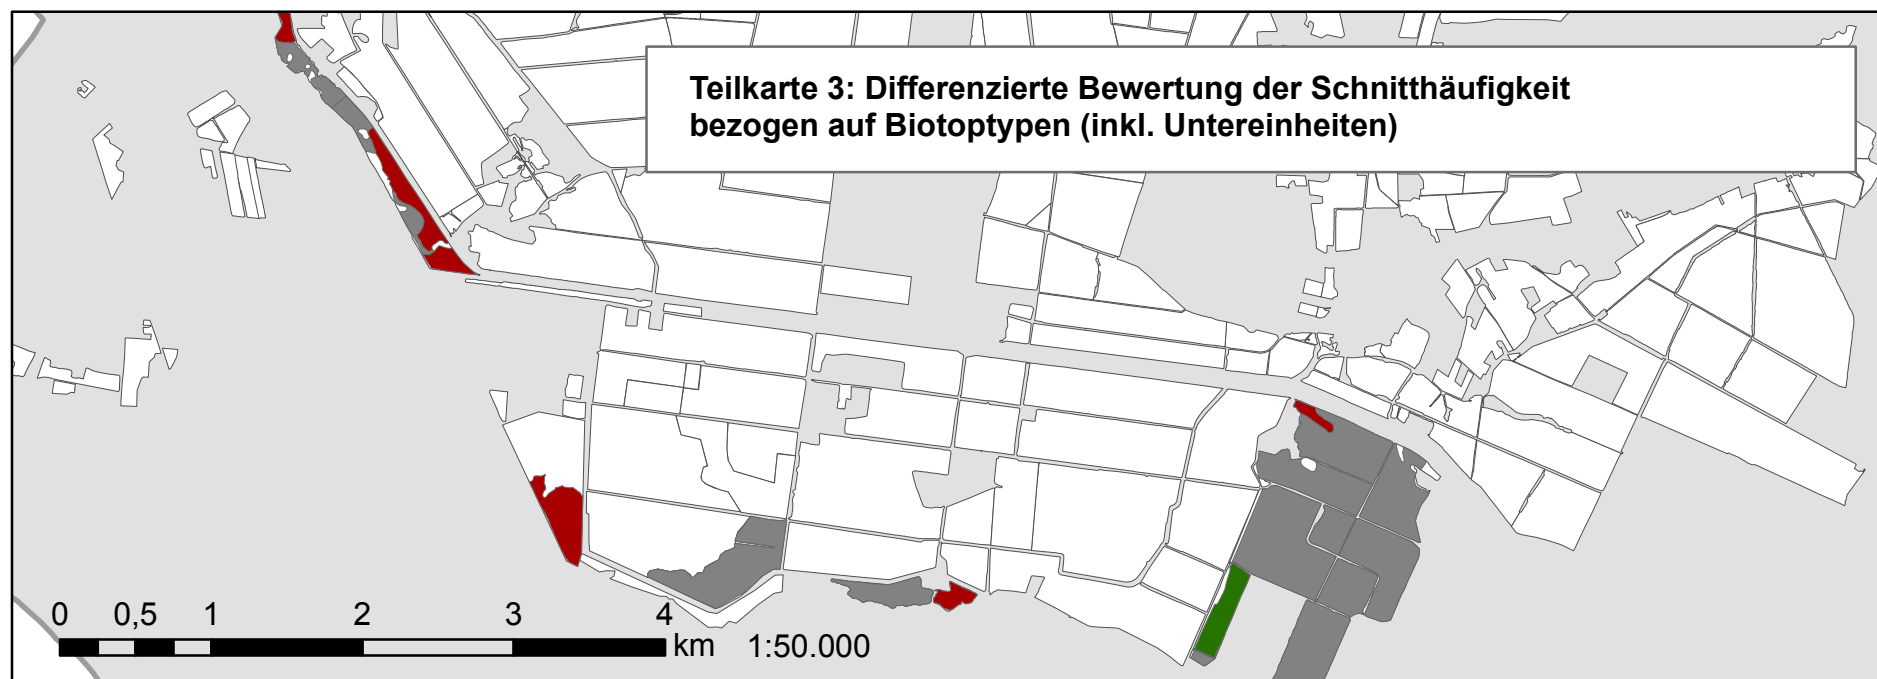 Teilkarte 3: Differenzierte Bewertung der Schnitthäufigkeit
bezogen auf Biotoptypen (inkl. Untereinheiten)
0 0,5 1 2 3 4
km 1:50.000